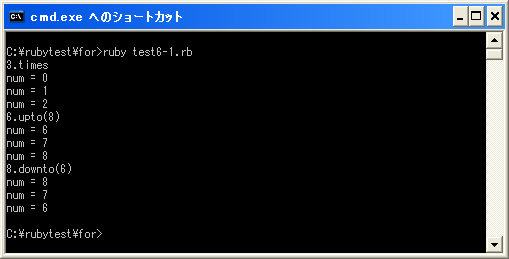 cmd.exe へのショートカット
C:¥rubytest¥for>ruby test6-1.rb
3.times
num = 0
num = 1
num = 2
6.upto(8)
num = 6
num = 7
num = 8
8.downto(6)
num = 8
num = 7
num = 6
C:¥rubytest¥for>